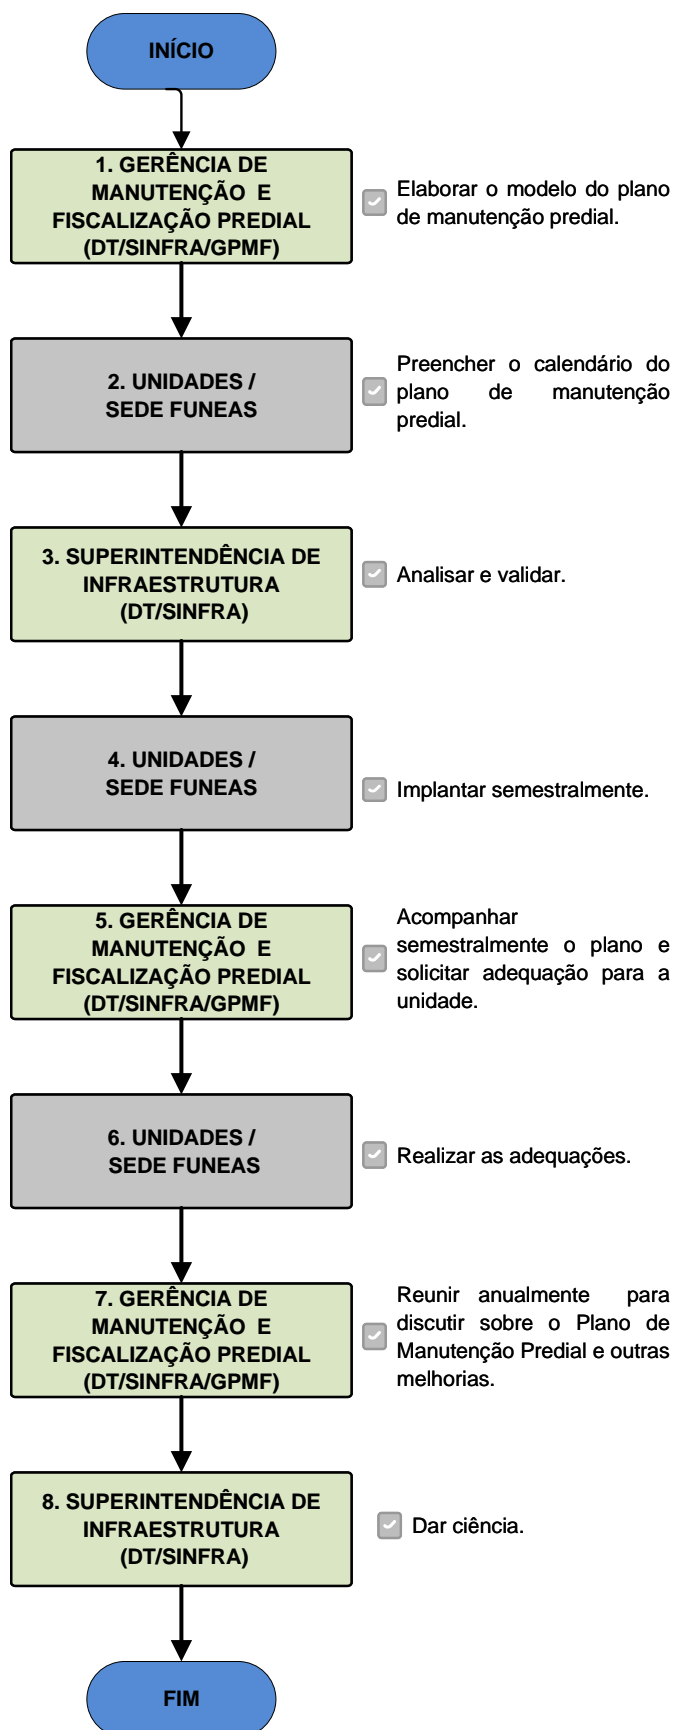 INÍCIO
1. GERÊNCIA DE
MANUTENÇÃO E
FISCALIZAÇÃO PREDIAL
(DT/SINFRA/GPMF)
Elaborar o modelo do plano
de manutenção predial.
2. UNIDADES /
SEDE FUNEAS
Preencher o calendário do
plano de manutenção
predial.
3. SUPERINTENDÊNCIA DE
INFRAESTRUTURA
(DT/SINFRA)
Analisar e validar.
4. UNIDADES /
SEDE FUNEAS
Implantar semestralmente.
5. GERÊNCIA DE
MANUTENÇÃO E
FISCALIZAÇÃO PREDIAL
(DT/SINFRA/GPMF)
Acompanhar
semestralmente o plano e
solicitar adequação para a
unidade.
6. UNIDADES /
SEDE FUNEAS
Realizar as adequações.
7. GERÊNCIA DE
MANUTENÇÃO E
FISCALIZAÇÃO PREDIAL
(DT/SINFRA/GPMF)
Reunir anualmente para
discutir sobre o Plano de
Manutenção Predial e outras
melhorias.
8. SUPERINTENDÊNCIA DE
INFRAESTRUTURA
(DT/SINFRA)
Dar ciência.
FIM